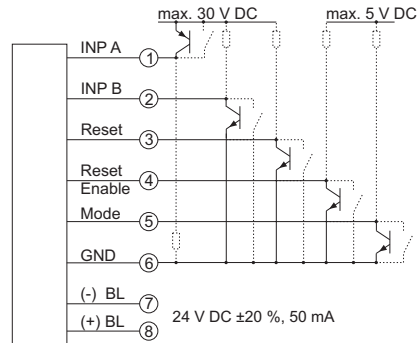 max. 30 V DC
max. 5 V DC
INP A 1
INP B 2
Reset 3
Reset
Enable 4
Mode 5
GND 6
(-) BL 7
(+) BL 8
24 V DC ±20 %, 50 mA